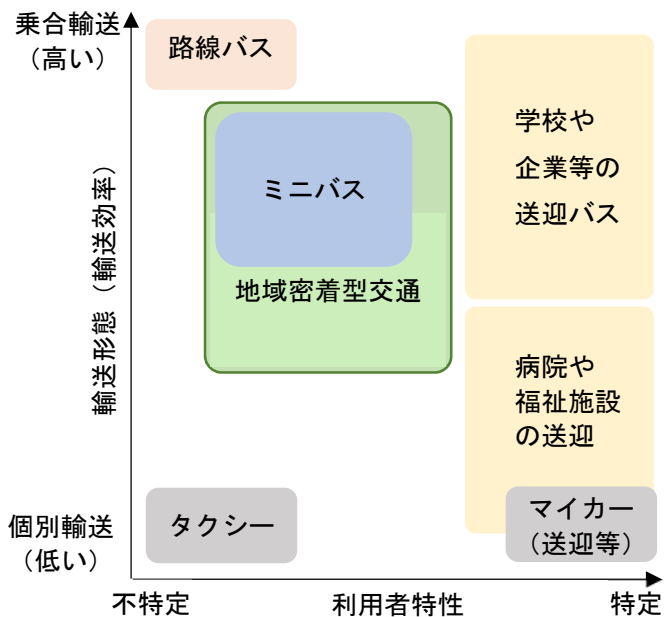 乗合輸送
（高い）
路線バス
学校や
企業等の
送迎バス
ミニバス
輸送形態（輸送効率）
地域密着型交通
病院や
福祉施設
の送迎
個別輸送
（低い）
タクシー
マイカー
（送迎等）
不特定
利用者特性
特定